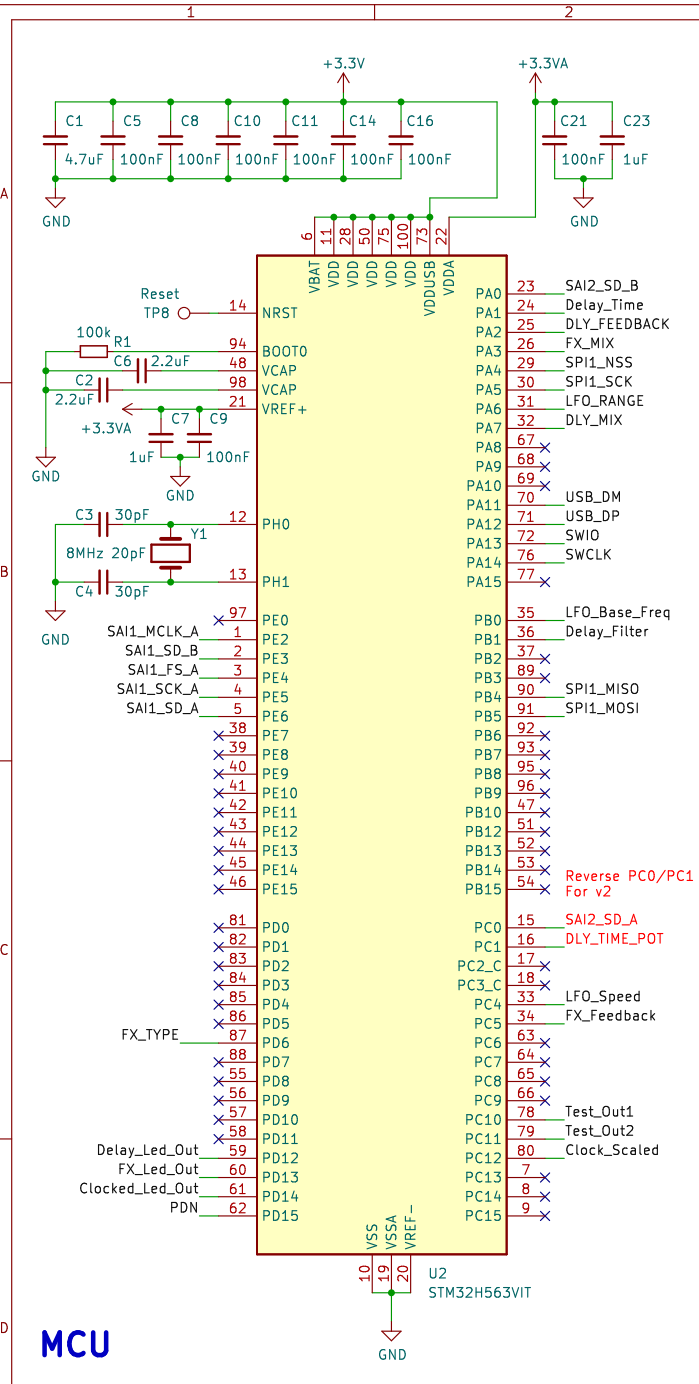 1 2
+3.3V +3.3VA
C1 C5 C8 C10 C11 C14 C16 C21 C23
4.7uF 100nF 100nF 100nF 100nF 100nF 100nF 100nF 1uF
A
GND GND
6 11 28 50 75 100 73 22
VBAT VDD VDD VDD VDD VDD VDDUSB VDDA
Reset
TP8 14 NRST
100k R1 94 BOOT0
C6 2.2uF 48 VCAP
C2 2.2uF 98 VCAP
21 VREF+
+3.3VA C7 C9
1uF 100nF
GND GND
C3 30pF 12 PH0
8MHz 20pF Y1
B
C4 30pF 13 PH1
GND
97 PE0
SAI1_MCLK_A 1 PE2
SAI1_SD_B 2 PE3
SAI1_FS_A 3 PE4
SAI1_SCK_A 4 PE5
SAI1_SD_A 5 PE6
38 PE7
39 PE8
40 PE9
41 PE10
42 PE11
43 PE12
44 PE13
45 PE14
46 PE15
81 PD0
82 PD1
C
83 PD2
84 PD3
85 PD4
86 PD5
FX_TYPE 87 PD6
88 PD7
55 PD8
56 PD9
57 PD10
58 PD11
Delay_Led_Out 59 PD12
FX_Led_Out 60 PD13
Clocked_Led_Out 61 PD14
PDN 62 PD15
PA0 23 SAI2_SD_B
PA1 24 Delay_Time
PA2 25 DLY_FEEDBACK
PA3 26 FX_MIX
PA4 29 SPI1_NSS
PA5 30 SPI1_SCK
PA6 31 LFO_RANGE
PA7 32 DLY_MIX
PA8 67
PA9 68
PA10 69
PA11 70 USB_DM
PA12 71 USB_DP
PA13 72 SWIO
PA14 76 SWCLK
PA15 77
PB0 35 LFO_Base_Freq
PB1 36 Delay_Filter
PB2 37
PB3 89
PB4 90 SPI1_MISO
PB5 91 SPI1_MOSI
PB6 92
PB7 93
PB8 95
PB9 96
PB10 47
PB12 51
PB13 52
PB14 53
PB15 54
Reverse PC0/PC1
For v2
PC0 15 SAI2_SD_A
PC1 16 DLY_TIME_POT
PC2_C 17
PC3_C 18
PC4 33 LFO_Speed
PC5 34 FX_Feedback
PC6 63
PC7 64
PC8 65
PC9 66
PC10 78 Test_Out1
PC11 79 Test_Out2
PC12 80 Clock_Scaled
PC13 7
PC14 8
PC15 9
VSS VSSA VREF-
10 19 20
U2
STM32H563VIT
D
MCU
GND